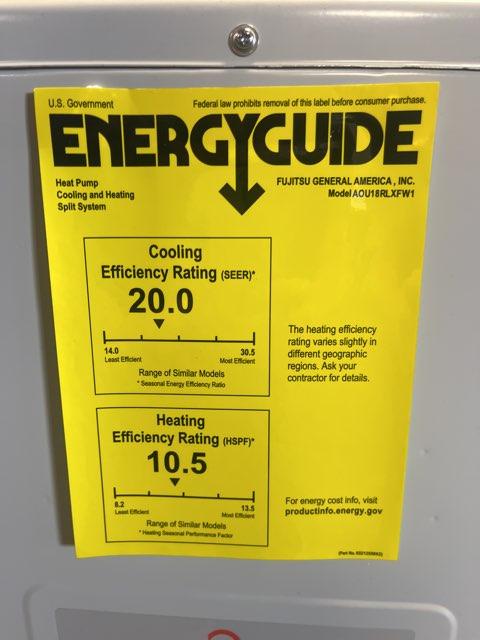 U.S. Government
Federal law prohibits removal of this label before consumer purchase.
ENERGYGUIDE
Heat Pump
Cooling and Heating
Split System
FUJITSU GENERAL AMERICA , INC.
Model AOU18RLXFW1
Cooling
Efficiency Rating (SEER)*
20.0
14.0
Least Efficient
30.5
Most Efficient
Range of Similar Models
* Seasonal Energy Efficiency Ratio
The heating efficiency
rating varies slightly in
different geographic
regions. Ask your
contractor for details.
Heating
Efficiency Rating (HSPF)*
10.5
8.2
Least Efficient
13.5
Most Efficient
Range of Similar Models
* Heating Seasonal Performance Factor
For energy cost info, visit
productinfo.energy.gov